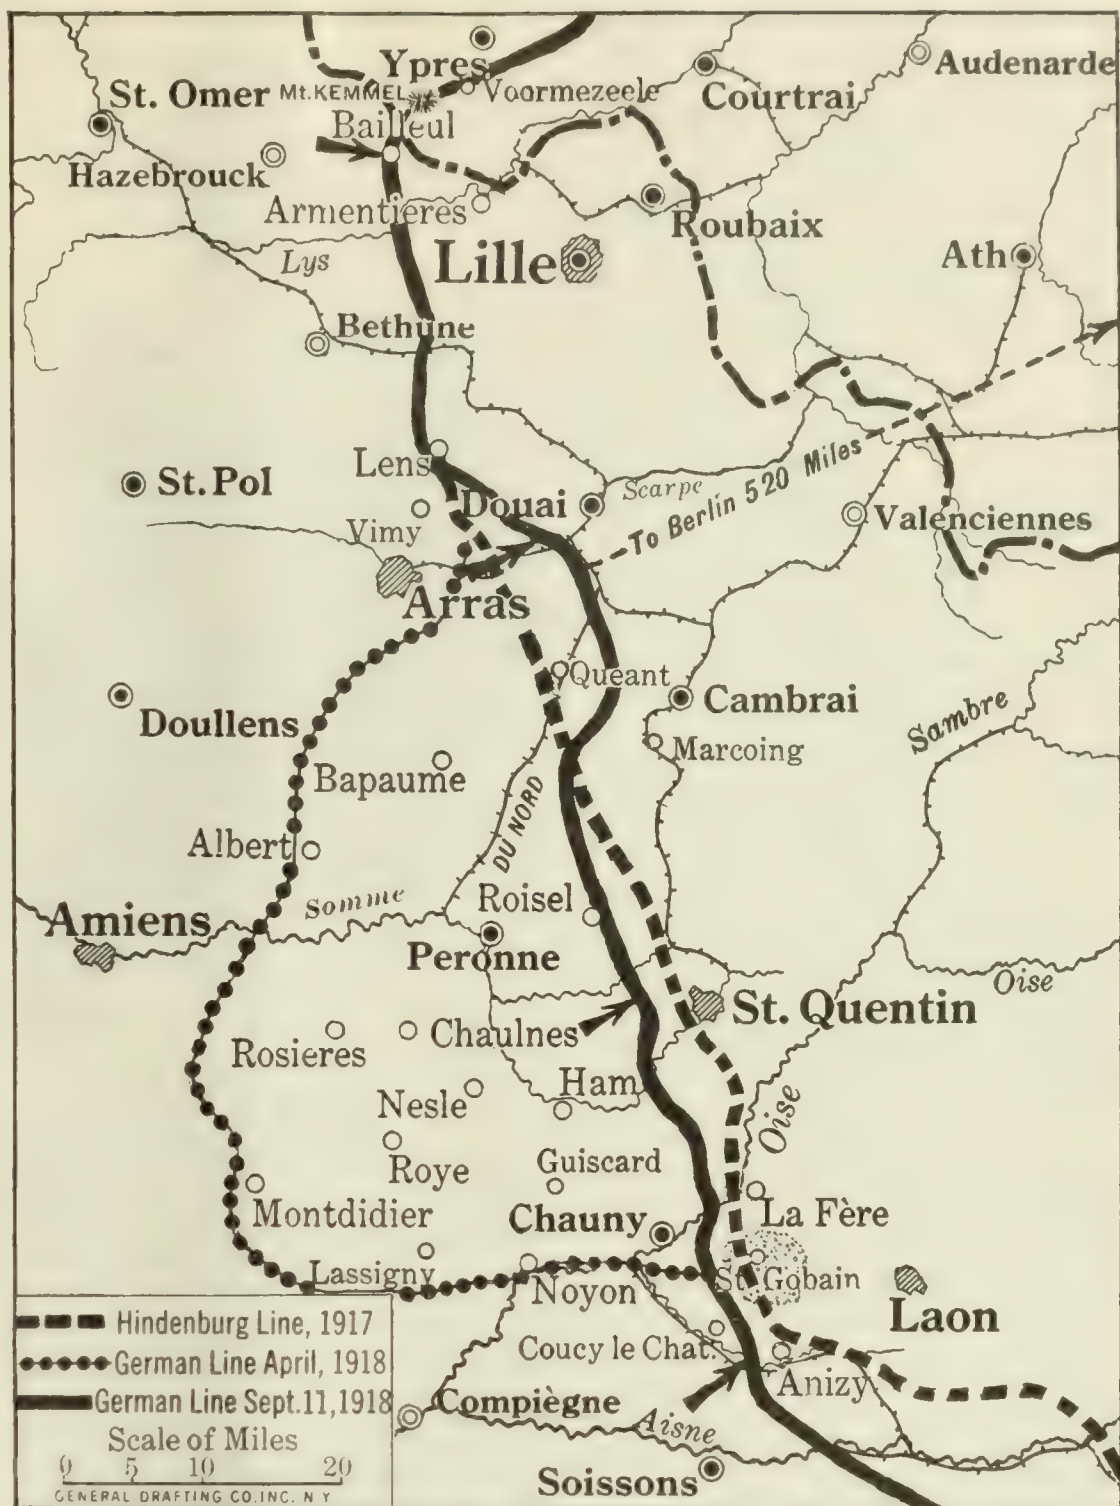 Ypres
Audenarde
St. Omer
Mt. KEMMEL
Voormezeele
Courtrai
Bailleul
Hazebrouck
Armentieres
Roubaix
Lille
Ath
Lys
Bethune
Lens
St. Pol
Douai
Scarpe
To Berlin 520 Miles
Valenciennes
Vimy
Arras
Queant
Cambrai
Sambre
Doullens
Marcoing
Bapaume
DU NORD
Albert
Somme
Roisel
Amiens
Peronne
Oise
St. Quentin
Chaulnes
Rosieres
Ham
Nesle
Oise
Roye
Guiscard
Montdidier
Chauny
La Fère
Lassigny
Noyon
St. Gobain
Laon
Coucy le Chat.
Anizy
Compiègne
Aisne
Soissons
Hindenburg Line, 1917
German Line April, 1918
German Line Sept. 11, 1918
Scale of Miles
0 5 10 20
GENERAL DRAFTING CO. INC. N Y